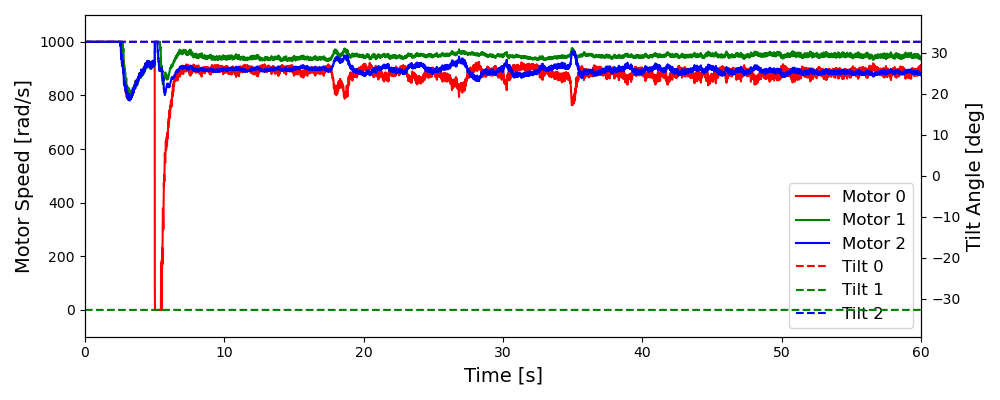 1000
800
600
400
200
0
Motor Speed [rad/s]
30
20
10
0
−10
−20
−30
Tilt Angle [deg]
Motor 0
Motor 1
Motor 2
Tilt 0
Tilt 1
Tilt 2
0
10
20
30
40
50
60
Time [s]